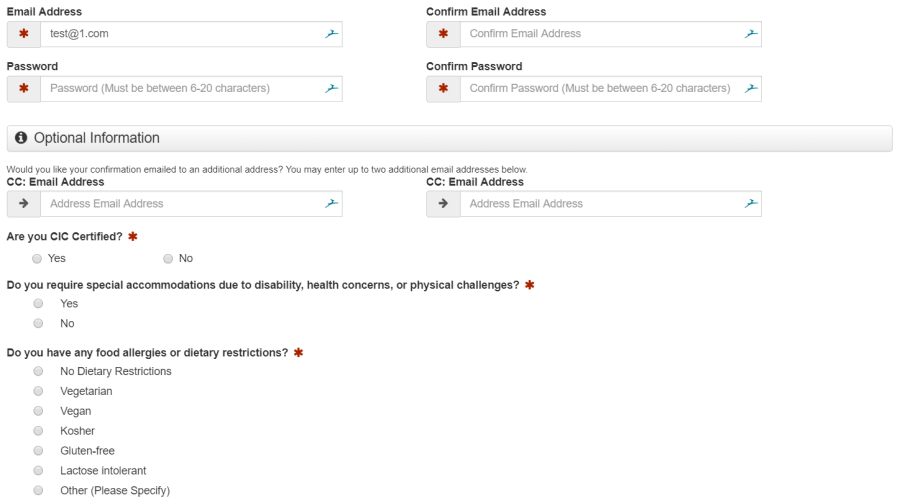 Email Address
Confirm Email Address
test@1.com
Confirm Email Address
Password
Confirm Password
Password (Must be between 6-20 characters)
Confirm Password (Must be between 6-20 characters)
Optional Information
Would you like your confirmation emailed to an additional address? You may enter up to two additional email addresses below.
CC: Email Address
CC: Email Address
Address Email Address
Address Email Address
Are you CIC Certified? *
Yes
No
Do you require special accommodations due to disability, health concerns, or physical challenges? *
Yes
No
Do you have any food allergies or dietary restrictions? *
No Dietary Restrictions
Vegetarian
Vegan
Kosher
Gluten-free
Lactose intolerant
Other (Please Specify)